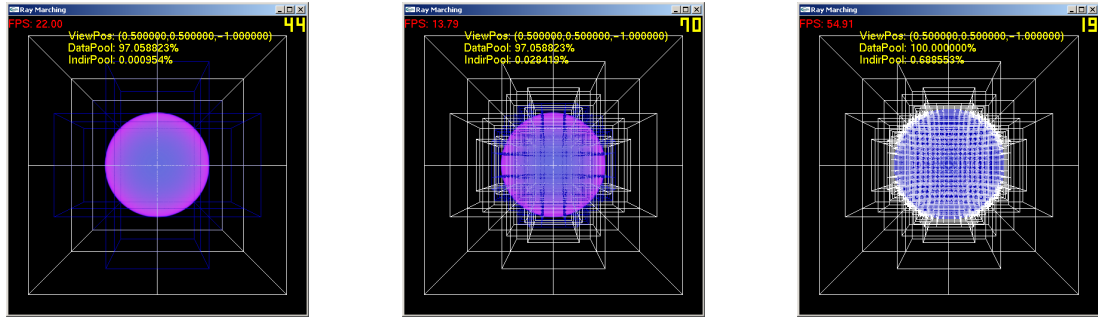 Ray Marching
FPS: 22.00
44
ViewPos: (0.500000,0.500000,-1.000000)
DataPool: 97.058823%
IndirPool: 0.000954%
Ray Marching
FPS: 13.79
70
ViewPos: (0.500000,0.500000,-1.000000)
DataPool: 97.058823%
IndirPool: 0.028419%
Ray Marching
FPS: 54.91
19
ViewPos: (0.500000,0.500000,-1.000000)
DataPool: 100.000000%
IndirPool: 0.688553%